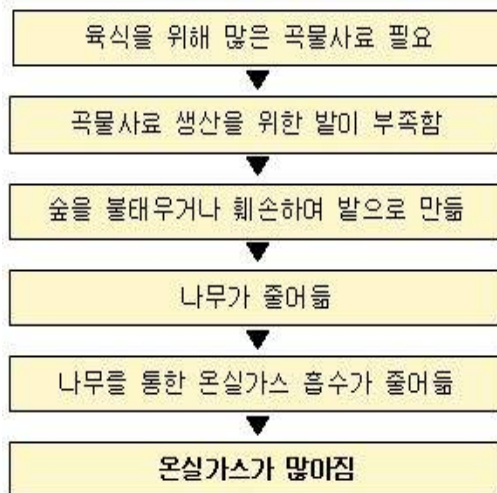 육식을 위해 많은 곡물사료 필요
곡물사료 생산을 위한 밭이 부족함
숲을 불태우거나 훼손하여 밭으로 만듦
나무가 줄어듦
나무를 통한 온실가스 흡수가 줄어듦
온실가스가 많아짐